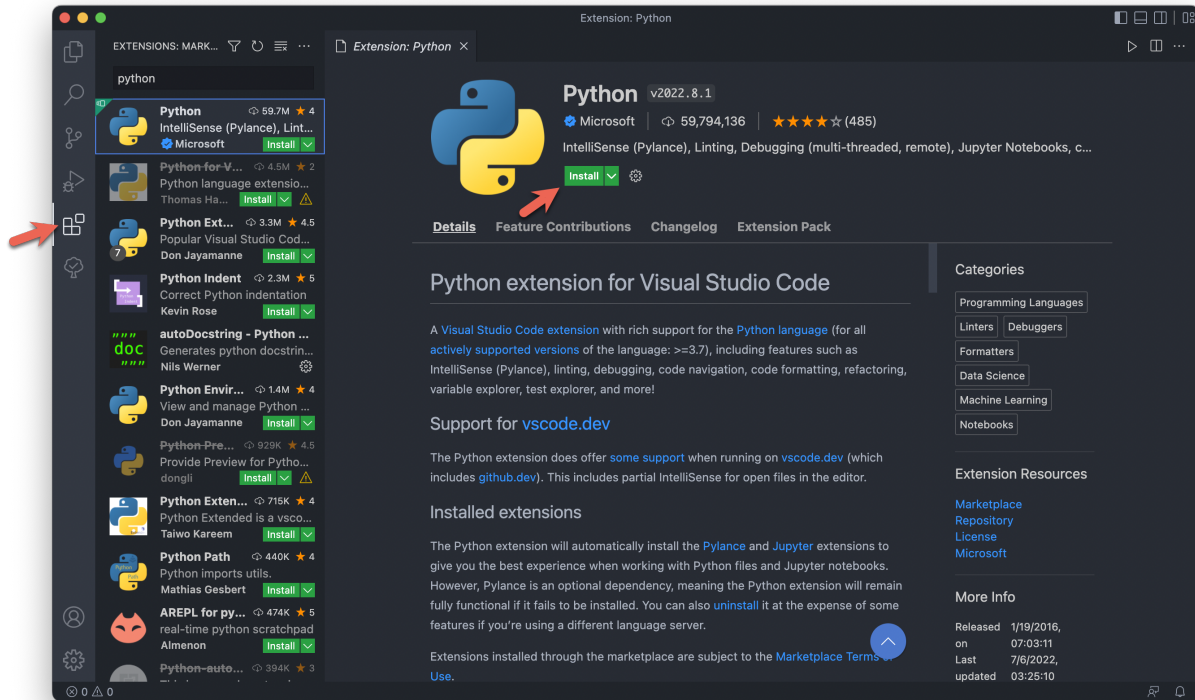 Extension: Python
EXTENSIONS: MARK...
python
Python 59.7M 4
IntelliSense (Pylance), Lint...
Microsoft Install
Python for V... 4.5M 2
Python language extensio...
Thomas Ha... Install
Python Ext... 3.3M 4.5
Popular Visual Studio Cod...
7
Don Jayamanne Install
Python Indent 2.3M 5
Correct Python indentation
Kevin Rose Install
autoDocstring - Python ...
"""
doc
"""
Generates python docstrin...
Nils Werner
Python Envir... 1.4M 4
View and manage Python ...
Don Jayamanne Install
Python Pre... 929K 4.5
Provide Preview for Pytho...
dongli Install
Python Exten... 715K 4
Python Extended is a vsco...
Taiwo Kareem Install
Python Path 440K 4
Python imports utils.
Mathias Gesbert Install
AREPL for py... 474K 5
real-time python scratchpad
Almenon Install
Python-auto... 394K 3
0 0
Extension: Python
Python v2022.8.1
Microsoft 59,794,136 (485)
IntelliSense (Pylance), Linting, Debugging (multi-threaded, remote), Jupyter Notebooks, c...
Install
Details Feature Contributions Changelog Extension Pack
Python extension for Visual Studio Code
A Visual Studio Code extension with rich support for the Python language (for all
actively supported versions of the language: >=3.7), including features such as
IntelliSense (Pylance), linting, debugging, code navigation, code formatting, refactoring,
variable explorer, test explorer, and more!
Support for vscode.dev
The Python extension does offer some support when running on vscode.dev (which
includes github.dev). This includes partial IntelliSense for open files in the editor.
Installed extensions
The Python extension will automatically install the Pylance and Jupyter extensions to
give you the best experience when working with Python files and Jupyter notebooks.
However, Pylance is an optional dependency, meaning the Python extension will remain
fully functional if it fails to be installed. You can also uninstall it at the expense of some
features if you're using a different language server.
Extensions installed through the marketplace are subject to the Marketplace Terms of
Use.
Categories
Programming Languages
Linters Debuggers
Formatters
Data Science
Machine Learning
Notebooks
Extension Resources
Marketplace
Repository
License
Microsoft
More Info
Released 1/19/2016,
on 07:03:11
Last 7/6/2022,
updated 03:25:10